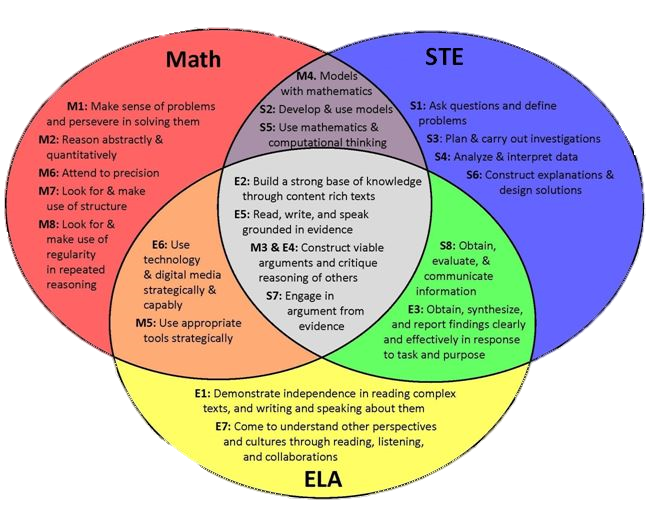 Math
STE
M4. Models
with mathematics
S2: Develop & use models
S5: Use mathematics &
computational thinking
M1: Make sense of problems
and persevere in solving them
M2: Reason abstractly &
quantitatively
M6: Attend to precision
M7: Look for & make
use of structure
M8: Look for &
make use of
regularity
in repeated
reasoning
S1: Ask questions and define
problems
S3: Plan & carry out investigations
S4: Analyze & interpret data
S6: Construct explanations &
design solutions
E2: Build a strong base of knowledge
through content rich texts
E5: Read, write, and speak
grounded in evidence
M3 & E4: Construct viable
arguments and critique
reasoning of others
S7: Engage in
argument from
evidence
E6: Use
technology
& digital media
strategically &
capably
M5: Use appropriate
tools strategically
S8: Obtain,
evaluate, &
communicate
information
E3: Obtain, synthesize,
and report findings clearly
and effectively in response
to task and purpose
E1: Demonstrate independence in reading complex
texts, and writing and speaking about them
E7: Come to understand other perspectives
and cultures through reading, listening,
and collaborations
ELA